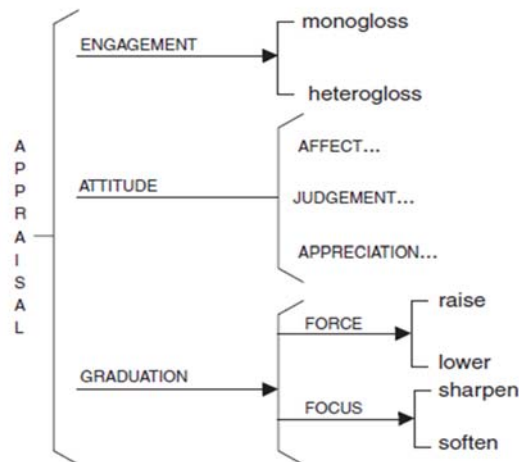 APPRAISAL
ENGAGEMENT
monogloss
heterogloss
ATTITUDE
AFFECT...
JUDGEMENT...
APPRECIATION...
GRADUATION
FORCE
raise
lower
FOCUS
sharpen
soften